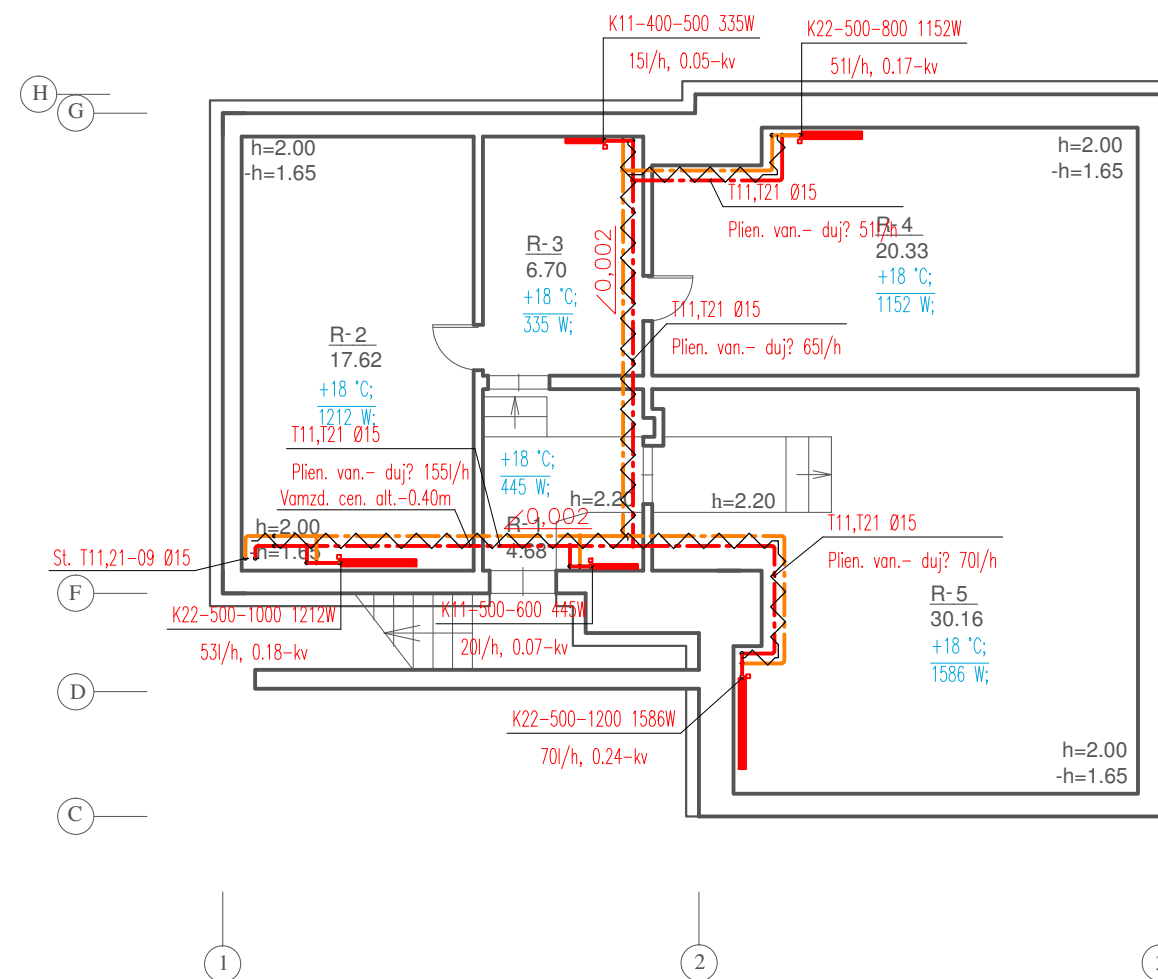 K11-400-500 335W
15l/h, 0.05-kv
K22-500-800 1152W
51l/h, 0.17-kv
H
G
h=2.00
-h=1.65
h=2.00
-h=1.65
T11,T21 Ø15
Plien. van.- duj? 51l/h
R-4
20.33
+18 °C;
1152 W;
R-3
6.70
+18 °C;
335 W;
0,002
T11,T21 Ø15
Plien. van.- duj? 65l/h
R-2
17.62
+18 °C;
1212 W;
T11,T21 Ø15
Plien. van.- duj? 155l/h
Vamzd. cen. alt.-0.40m
+18 °C;
445 W;
h=2.2
h=2.20
0,002
R-1
4.68
h=2.00
-h=1.65
T11,T21 Ø15
Plien. van.- duj? 70l/h
St. T11,21-09 Ø15
F
K22-500-1000 1212W
53l/h, 0.18-kv
K11-500-600 445W
20l/h, 0.07-kv
R-5
30.16
+18 °C;
1586 W;
D
K22-500-1200 1586W
70l/h, 0.24-kv
h=2.00
-h=1.65
C
1
2